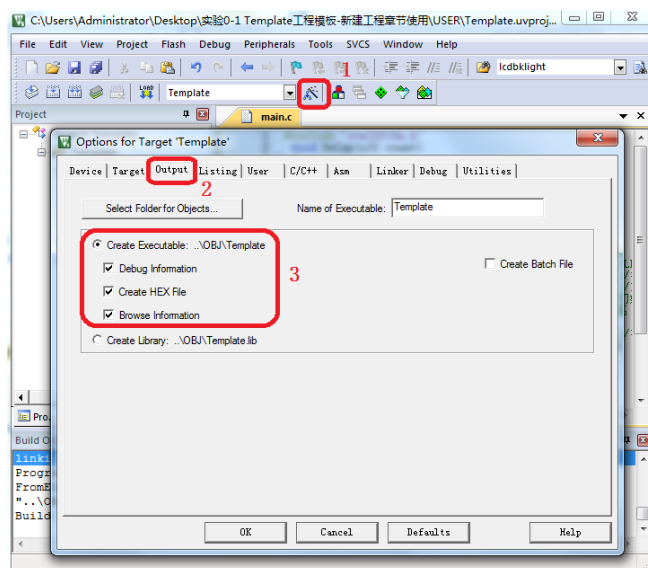 C:\Users\Administrator\Desktop\实验0-1 Template工程模板-新建工程章节使用\USER\Template.uvproj...
File Edit View Project Flash Debug Peripherals Tools SVCS Window Help
1
lcdbklight
LOAD
Template
Project
main.c
Options for Target 'Template'
Device Target Output Listing User C/C++ Asm Linker Debug Utilities
2
Select Folder for Objects...
Name of Executable: Template
Create Executable: ..\OBJ\Template
Debug Information
Create Batch File
3
Create HEX File
Browse Information
Create Library: ..\OBJ\Template.lib
Pro
Build O
linki
Progr
FromE
"..\O
Build
OK Cancel Defaults Help